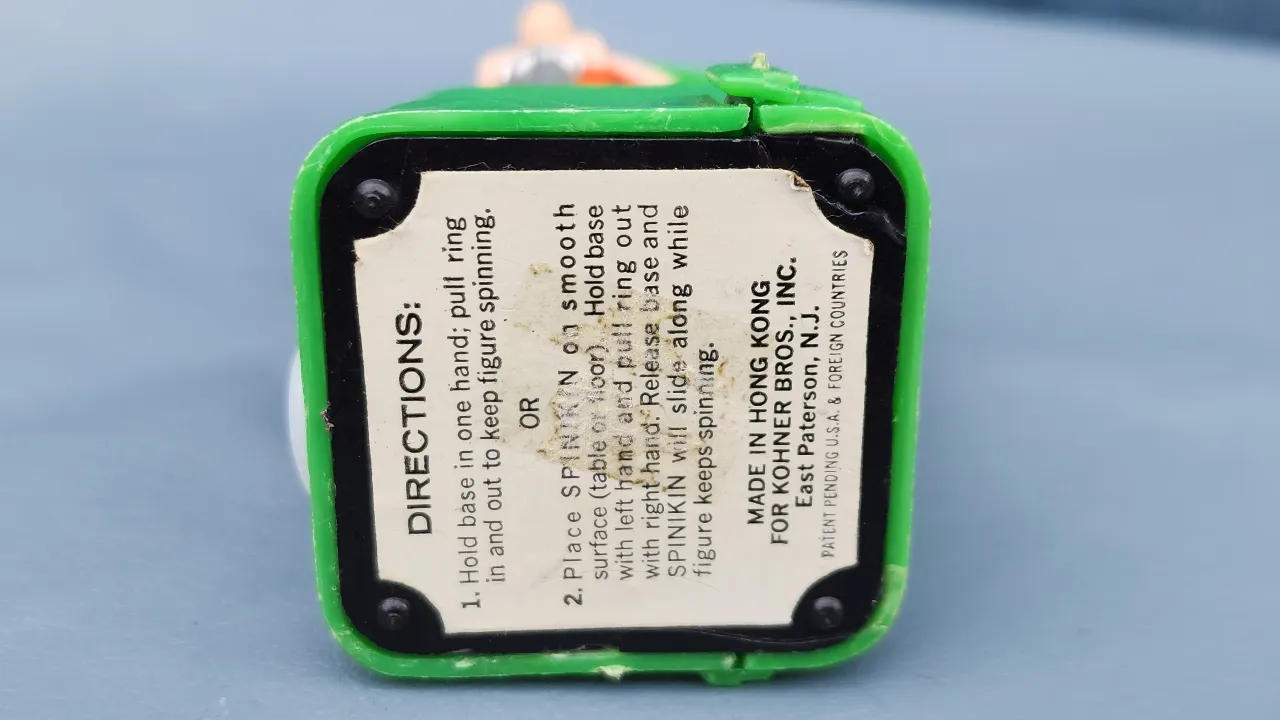 DIRECTIONS:
1. Hold base in one hand; pull ring
in and out to keep figure spinning.
OR
2. Place SPINIKIN on smooth
surface (table or floor). Hold base
with left hand and pull ring out
with right hand. Release base and
SPINIKIN will slide along while
figure keeps spinning.
MADE IN HONG KONG
FOR KOHNER BROS., INC.
East Paterson, N.J.
PATENT PENDING U.S.A. & FOREIGN COUNTRIES